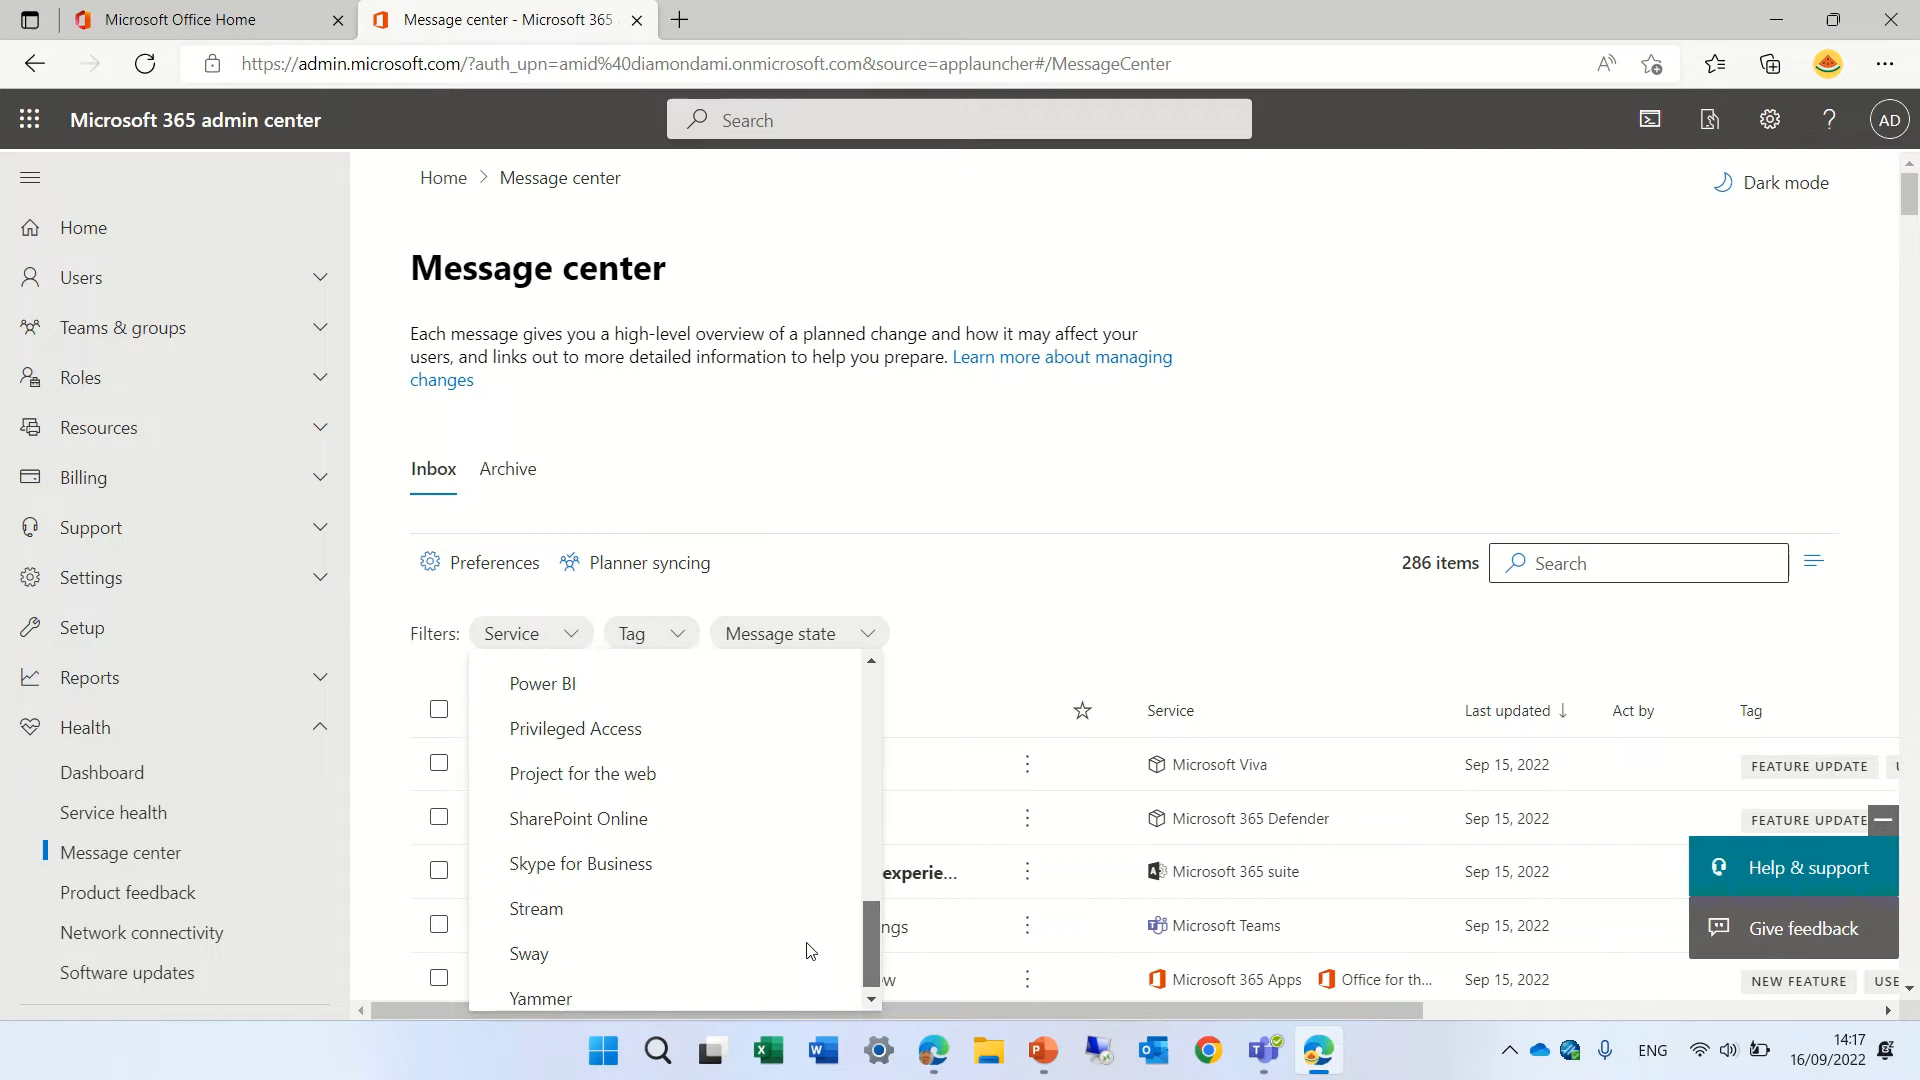 Microsoft Office Home
Message center - Microsoft 365
https://admin.microsoft.com/?auth_upn=amid%40diamondami.onmicrosoft.com&source=applauncher#/MessageCenter
Microsoft 365 admin center
Search
AD
Home
Users
Teams & groups
Roles
Resources
Billing
Support
Settings
Setup
Reports
Health
Dashboard
Service health
Message center
Product feedback
Network connectivity
Software updates
Home > Message center
Dark mode
Message center
Each message gives you a high-level overview of a planned change and how it may affect your
users, and links out to more detailed information to help you prepare. Learn more about managing
changes
Inbox Archive
Preferences Planner syncing
286 items Search
Filters: Service Tag Message state
Power BI
Privileged Access
Project for the web
SharePoint Online
Skype for Business
Stream
Sway
Yammer
Service Last updated ↓ Act by Tag
Microsoft Viva Sep 15, 2022 FEATURE UPDATE
Microsoft 365 Defender Sep 15, 2022 FEATURE UPDATE
experie... Microsoft 365 suite Sep 15, 2022
ngs Microsoft Teams Sep 15, 2022
Microsoft 365 Apps Office for th... Sep 15, 2022 NEW FEATURE USE
Help & support
Give feedback
ENG
14:17
16/09/2022